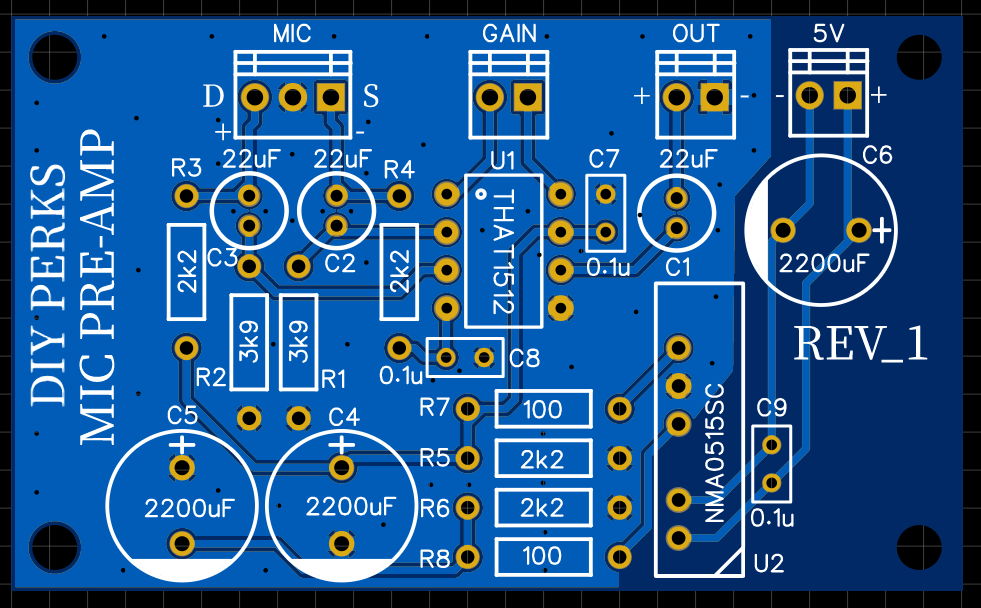 MIC
GAIN
OUT
5V
D
S
+
-
+
-
-
+
22uF
22uF
U1
C7
22uF
C6
R3
R4
THAT1512
+
2k2
C3
C2
2k2
0.1u
C1
2200uF
DIY PERKS
MIC PRE-AMP
3k9
3k9
REV_1
R2
R1
0.1u
C8
C5
C4
R7
100
NMA0515SC
C9
+
+
R5
2k2
2200uF
2200uF
R6
2k2
0.1u
R8
100
U2